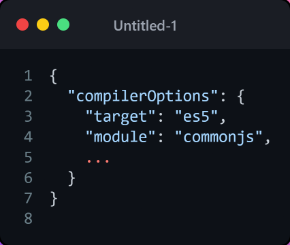 Untitled-1
1 {
2   "compilerOptions": {
3     "target": "es5",
4     "module": "commonjs",
5     ...
6   }
7 }
8